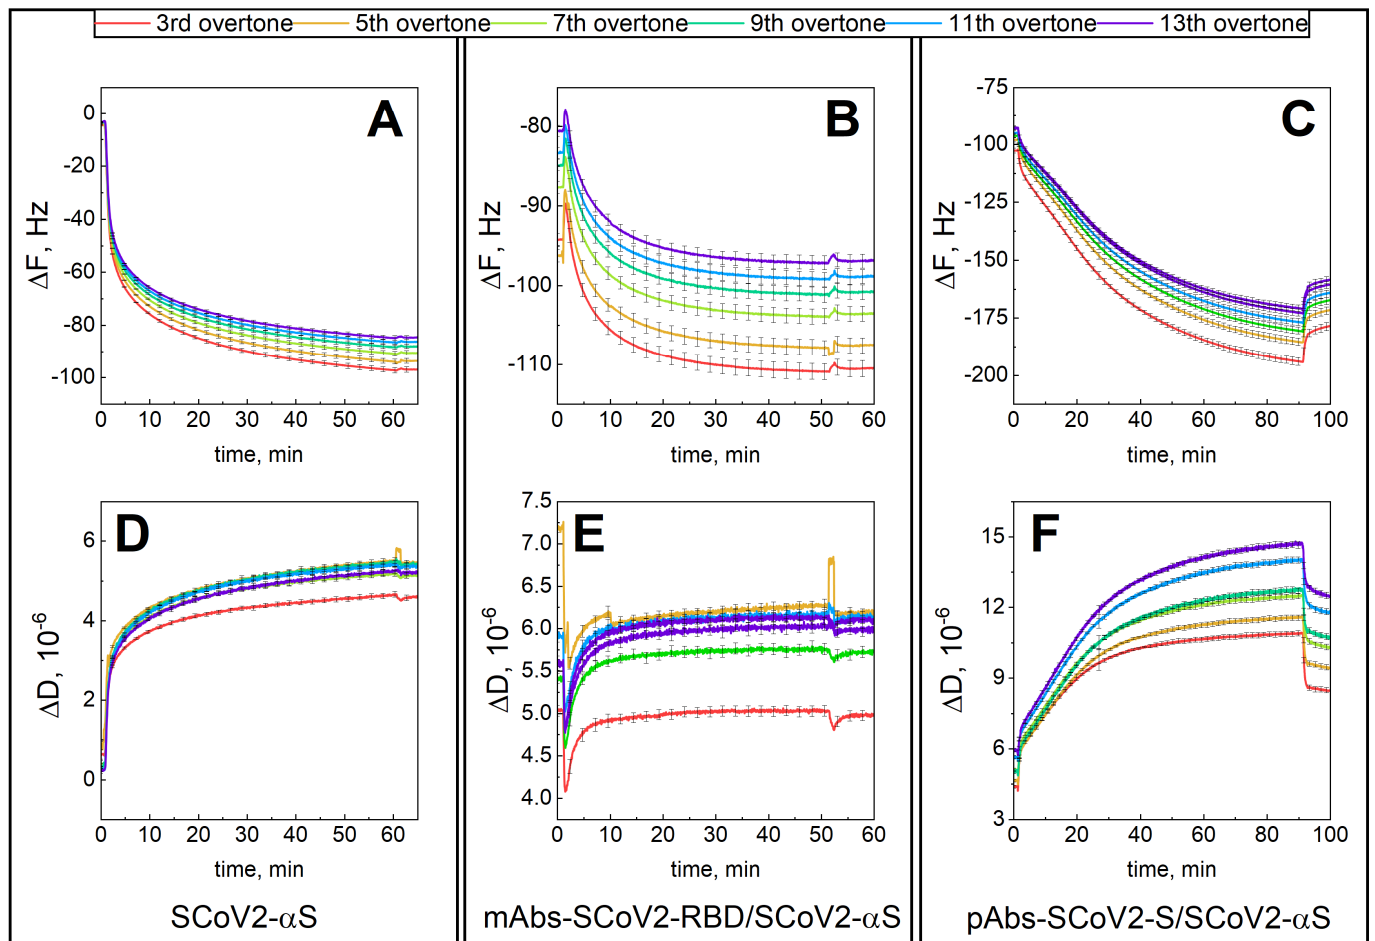 3rd overtone 5th overtone 7th overtone 9th overtone 11th overtone 13th overtone
A
ΔF, Hz
0
-20
-40
-60
-80
-100
0 10 20 30 40 50 60
time, min
B
ΔF, Hz
-80
-90
-100
-110
0 10 20 30 40 50 60
time, min
C
ΔF, Hz
-75
-100
-125
-150
-175
-200
0 20 40 60 80 100
time, min
D
ΔD, 10-6
6
4
2
0
0 10 20 30 40 50 60
time, min
E
ΔD, 10-6
7.5
7.0
6.5
6.0
5.5
5.0
4.5
4.0
0 10 20 30 40 50 60
time, min
F
ΔD, 10-6
15
12
9
6
3
0 20 40 60 80 100
time, min
SCoV2-αS
mAbs-SCoV2-RBD/SCoV2-αS
pAbs-SCoV2-S/SCoV2-αS